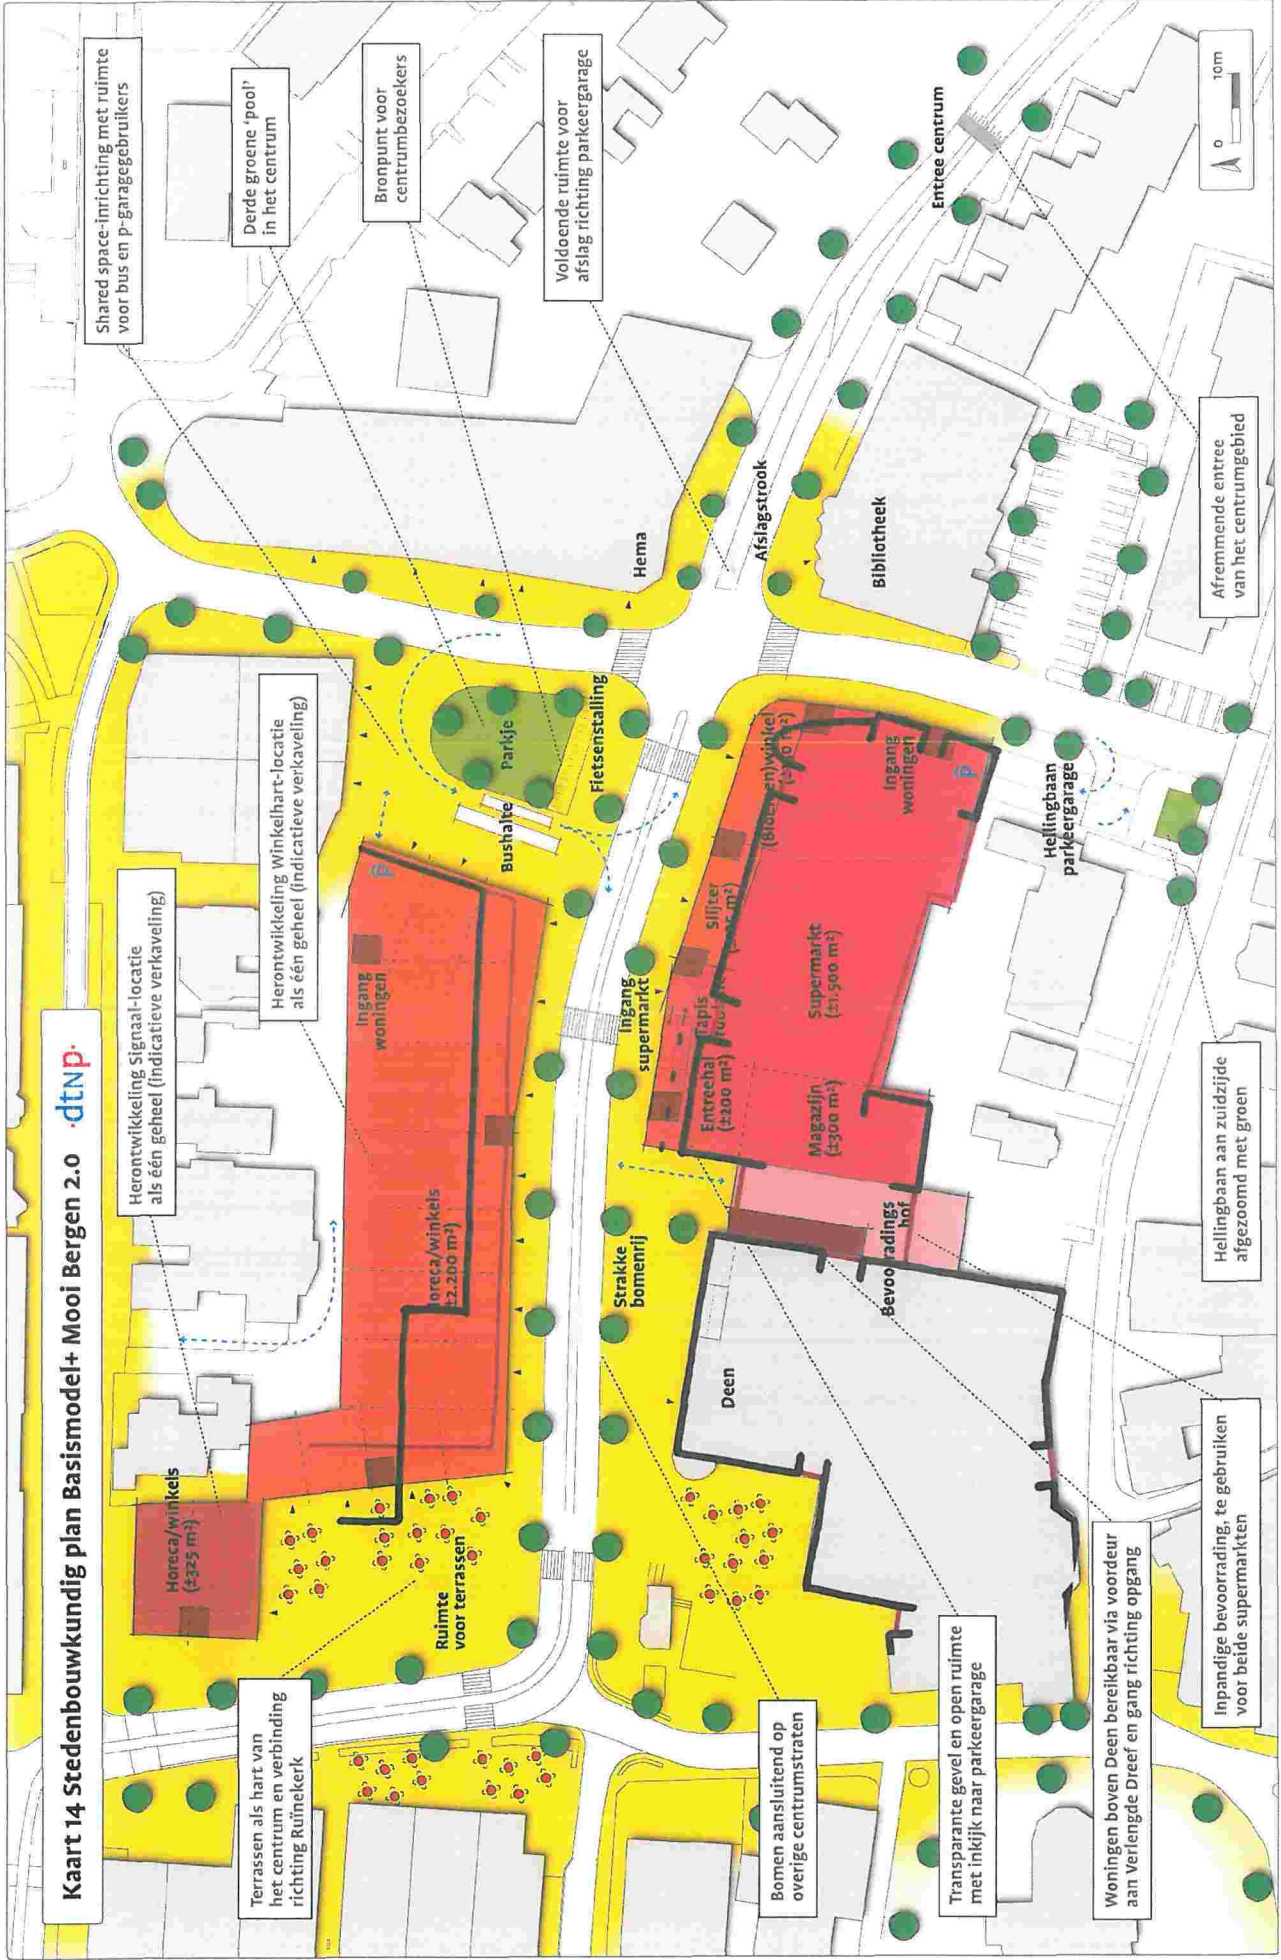 Kaart 14 Stedenbouwkundig plan Basismodel+ Mooi Bergen 2.0 ·dtnp·
Terrassen als hart van
het centrum en verbinding
richting Ruïnekerk
Herontwikkeling Signaal-locatie
als één geheel (indicatieve verkaveling)
Herontwikkeling Winkelhart-locatie
als één geheel (indicatieve verkaveling)
Shared space-inrichting met ruimte
voor bus en p-garagegebruikers
Derde groene ‘pool’
in het centrum
Bronpunt voor
centrumbezoekers
Voldoende ruimte voor
afslag richting parkeergarage
Horeca/winkels
(±325 m²)
Ruimte
voor terrassen
Horeca/winkels
±2.200 m²)
Ingang
woningen
p
Bushalte
Parkje
Fietsenstalling
Hema
Afslagstrook
Bibliotheek
Entree centrum
0 10m
Strakke
bomenrij
Ingang
supermarkt
Deen
Bevoorradings
hof
Entreehal
(±200 m²)
Tapis
Magazijn
(±300 m²)
Supermarkt
(±1.500 m²)
Slijter
Ingang
woningen
p
Hellingbaan
parkeergarage
Bomen aansluitend op
overige centrumstraten
Transparante gevel en open ruimte
met inkijk naar parkeergarage
Woningen boven Deen bereikbaar via voordeur
aan Verlengde Dreef en gang richting opgang
Inpandige bevoorrading, te gebruiken
voor beide supermarkten
Hellingbaan aan zuidzijde
afgezoomd met groen
Afremmende entree
van het centrumgebied